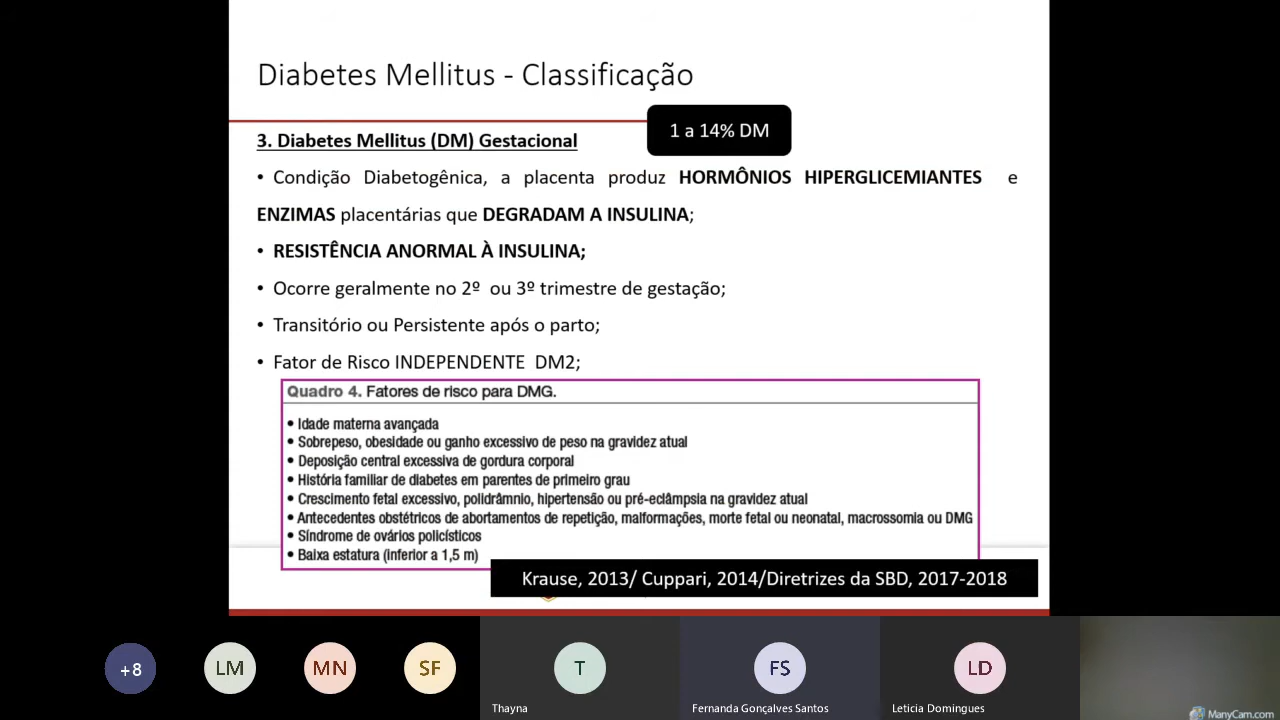 Diabetes Mellitus - Classificação
1 a 14% DM
3. Diabetes Mellitus (DM) Gestacional
• Condição Diabetogênica, a placenta produz HORMÔNIOS HIPERGLICEMIANTES e
ENZIMAS placentárias que DEGRADAM A INSULINA;
• RESISTÊNCIA ANORMAL À INSULINA;
• Ocorre geralmente no 2º ou 3º trimestre de gestação;
• Transitório ou Persistente após o parto;
• Fator de Risco INDEPENDENTE DM2;
Quadro 4. Fatores de risco para DMG.
• Idade materna avançada
• Sobrepeso, obesidade ou ganho excessivo de peso na gravidez atual
• Deposição central excessiva de gordura corporal
• História familiar de diabetes em parentes de primeiro grau
• Crescimento fetal excessivo, polidrâmnio, hipertensão ou pré-eclâmpsia na gravidez atual
• Antecedentes obstétricos de abortamentos de repetição, malformações, morte fetal ou neonatal, macrossomia ou DMG
• Síndrome de ovários policísticos
• Baixa estatura (inferior a 1,5 m)
Krause, 2013/ Cuppari, 2014/Diretrizes da SBD, 2017-2018
+8
LM
MN
SF
T
FS
LD
Thayna
Fernanda Gonçalves Santos
Leticia Domingues
ManyCam.com